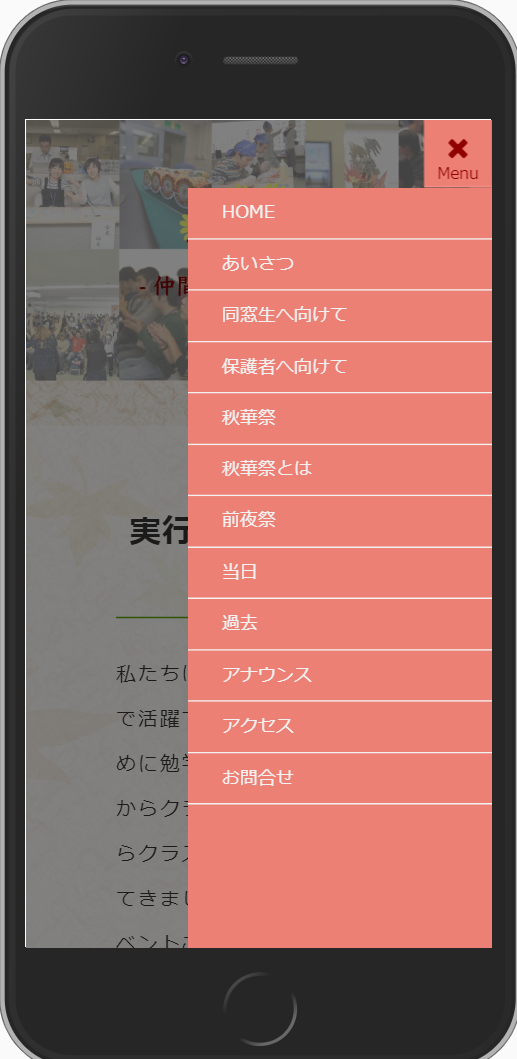 Menu
HOME
あいさつ
- 仲間
同窓生へ向けて
保護者へ向けて
秋華祭
秋華祭とは
前夜祭
実行
当日
過去
私たち
アナウンス
で活躍
アクセス
めに勉学
お問合せ
からク
らクラス
てきまし
ベント